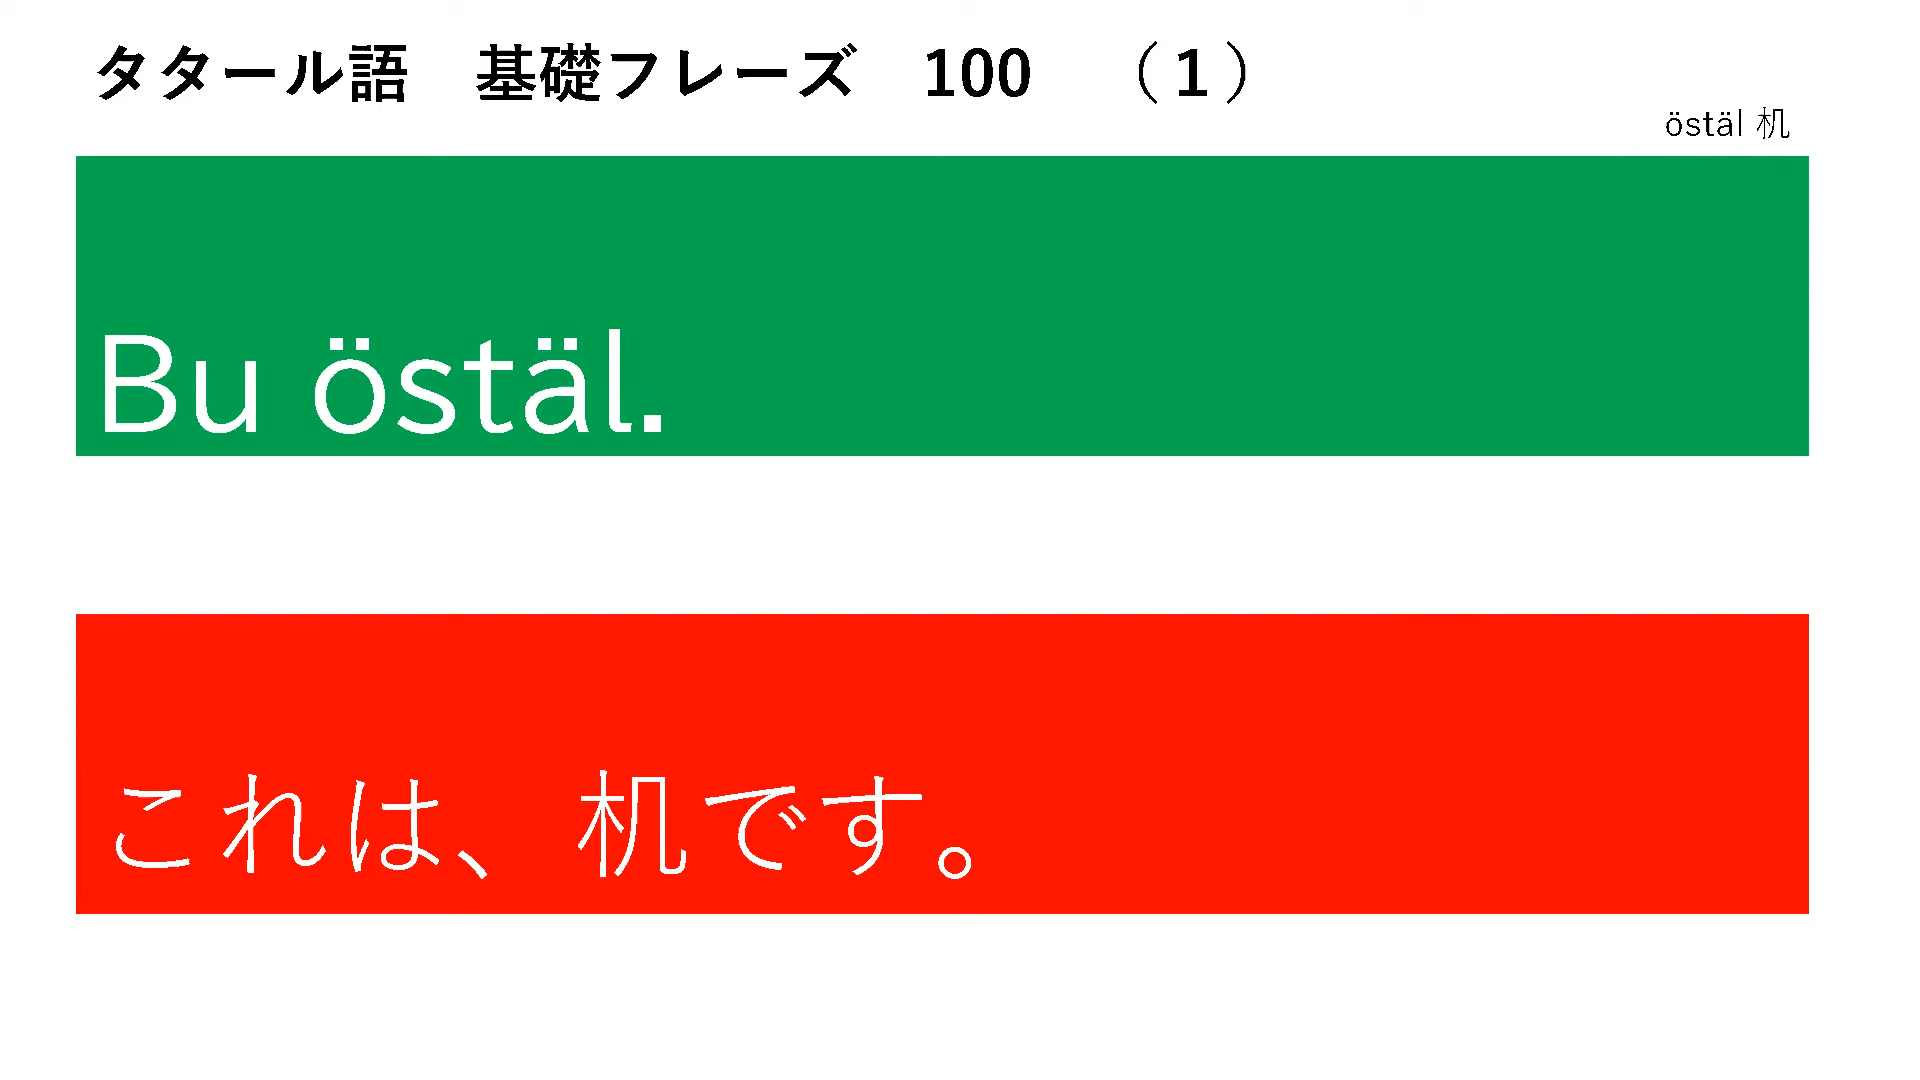 タタール語　基礎フレーズ　100　（１）
östäl 机
Bu östäl.
これは、机です。